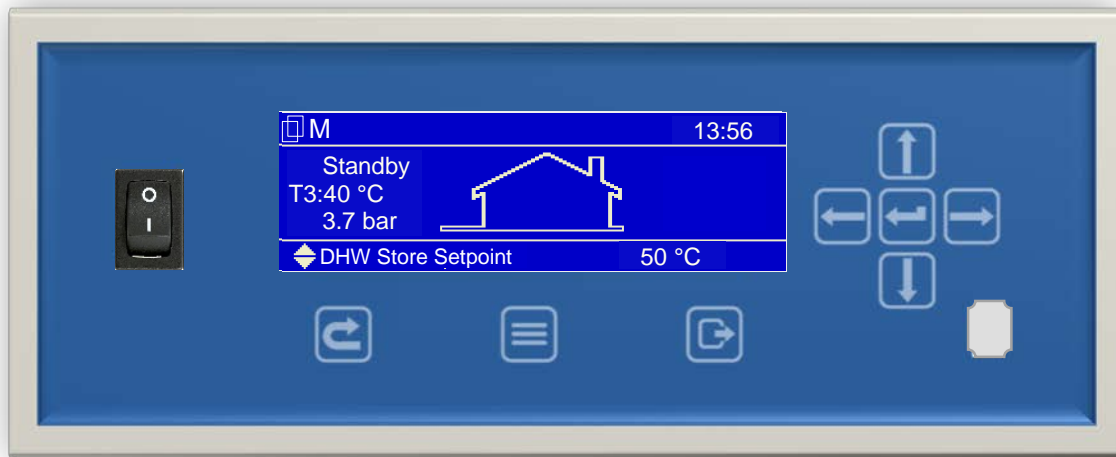 M 13:56
Standby
T3:40 °C
3.7 bar
DHW Store Setpoint 50 °C
O
I